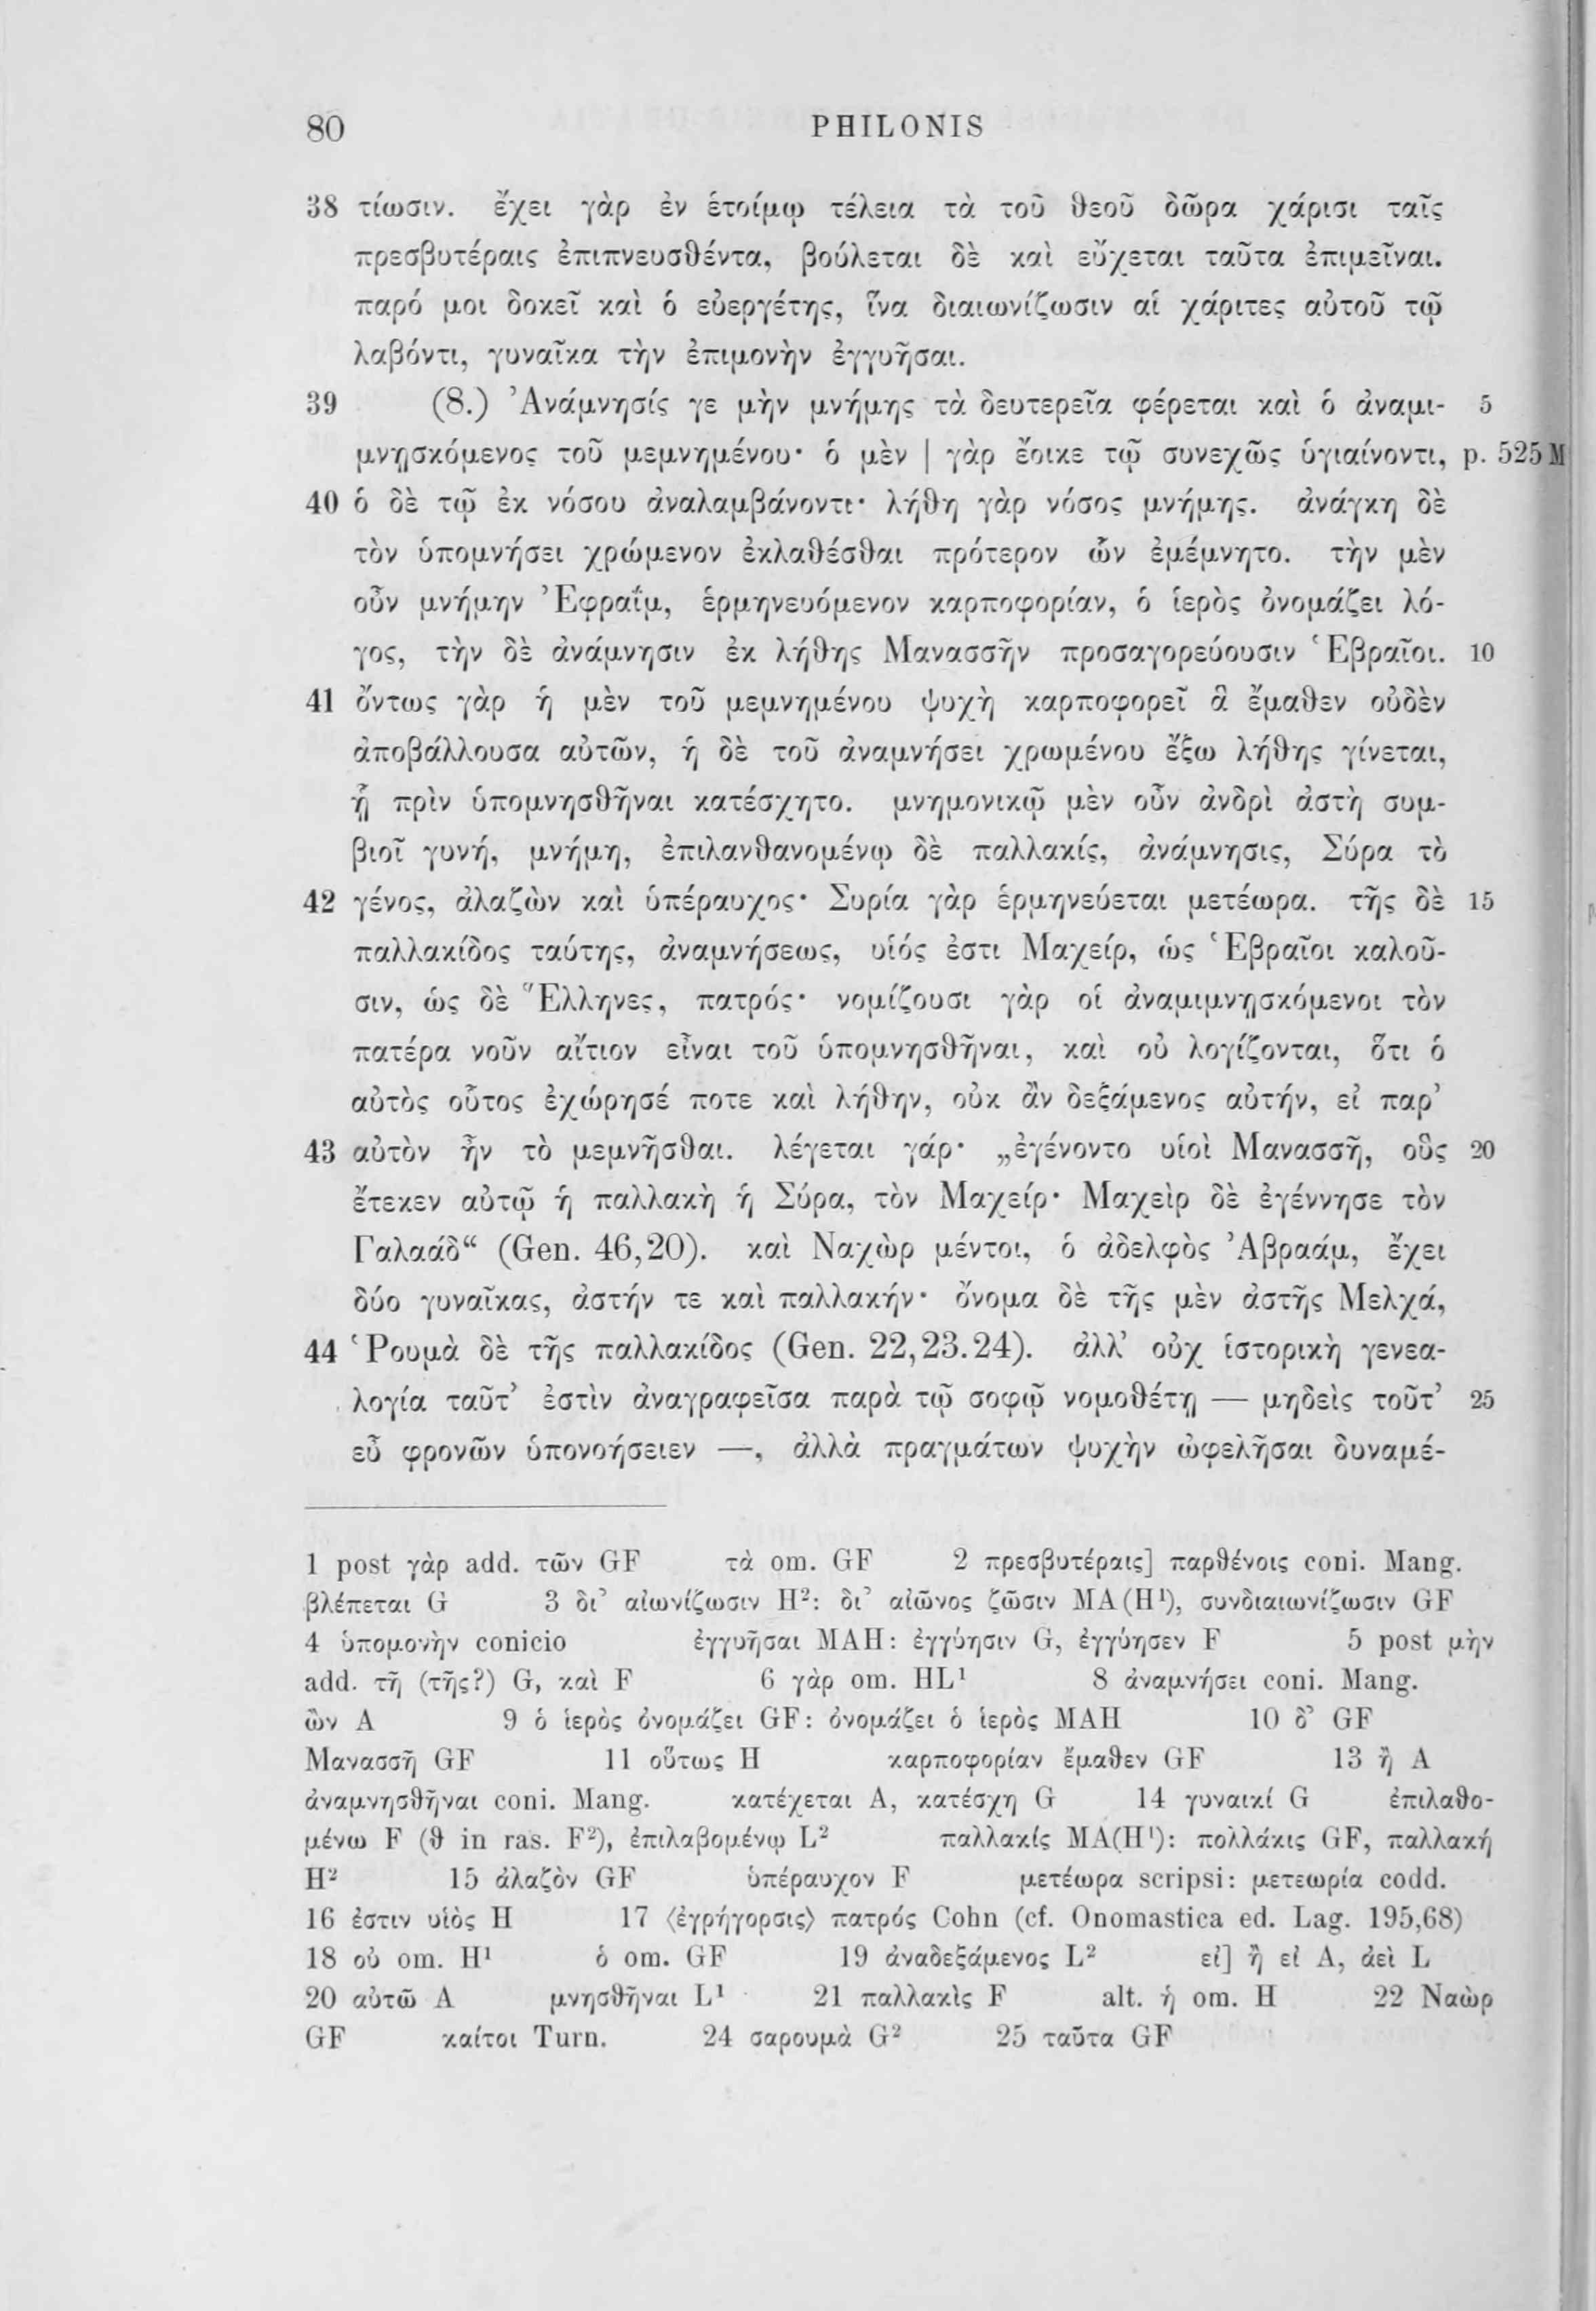 80 PHILONIS
38 τίωσιν. ἔχει γὰρ ἐν ἑτοίμῳ τέλεια τὰ τοῦ θεοῦ δῶρα χάρισι ταῖς
πρεσβυτέραις ἐπιπνευσθέντα, βούλεται δὲ καὶ εὔχεται ταῦτα ἐπιμεῖναι.
παρό μοι δοκεῖ καὶ ὁ εὐεργέτης, ἵνα διαιωνίζωσιν αἱ χάριτες αὐτοῦ τῷ
λαβόντι, γυναῖκα τὴν ἐπιμονὴν ἐγγυῆσαι.
39 (8.) Ἀνάμνησίς γε μὴν μνήμης τὰ δευτερεῖα φέρεται καὶ ὁ ἀναμι- 5
μνῃσκόμενος τοῦ μεμνημένου· ὁ μὲν | γὰρ ἔοικε τῷ συνεχῶς ὑγιαίνοντι, p. 525 M
40 ὁ δὲ τῷ ἐκ νόσου ἀναλαμβάνοντι· λήθη γὰρ νόσος μνήμης. ἀνάγκη δὲ
τὸν ὑπομνήσει χρώμενον ἐκλαθέσθαι πρότερον ὧν ἐμέμνητο. τὴν μὲν
οὖν μνήμην Ἐφραΐμ, ἑρμηνευόμενον καρποφορίαν, ὁ ἱερὸς ὀνομάζει λό-
γος, τὴν δὲ ἀνάμνησιν ἐκ λήθης Μανασσῆν προσαγορεύουσιν Ἑβραῖοι. 10
41 ὄντως γὰρ ἡ μὲν τοῦ μεμνημένου ψυχὴ καρποφορεῖ ἃ ἔμαθεν οὐδὲν
ἀποβάλλουσα αὐτῶν, ἡ δὲ τοῦ ἀναμνήσει χρωμένου ἔξω λήθης γίνεται,
ᾗ πρὶν ὑπομνησθῆναι κατέσχητο. μνημονικῷ μὲν οὖν ἀνδρὶ ἀστὴ συμ-
βιοῖ γυνή, μνήμη, ἐπιλανθανομένῳ δὲ παλλακίς, ἀνάμνησις, Σύρα τὸ
42 γένος, ἀλαζὼν καὶ ὑπέραυχος· Συρία γὰρ ἑρμηνεύεται μετέωρα. τῆς δὲ 15
παλλακίδος ταύτης, ἀναμνήσεως, υἱός ἐστι Μαχείρ, ὡς Ἑβραῖοι καλοῦ-
σιν, ὡς δὲ Ἕλληνες, πατρός· νομίζουσι γὰρ οἱ ἀναμιμνῃσκόμενοι τὸν
πατέρα νοῦν αἴτιον εἶναι τοῦ ὑπομνησθῆναι, καὶ οὐ λογίζονται, ὅτι ὁ
αὐτὸς οὗτος ἐχώρησέ ποτε καὶ λήθην, οὐκ ἂν δεξάμενος αὐτήν, εἰ παρ’
43 αὐτὸν ἦν τὸ μεμνῆσθαι. λέγεται γάρ· „ἐγένοντο υἱοὶ Μανασσῆ, οὓς 20
ἔτεκεν αὐτῷ ἡ παλλακὴ ἡ Σύρα, τὸν Μαχείρ· Μαχεὶρ δὲ ἐγέννησε τὸν
Γαλαάδ“ (Gen. 46,20). καὶ Ναχὼρ μέντοι, ὁ ἀδελφὸς Ἀβραάμ, ἔχει
δύο γυναῖκας, ἀστήν τε καὶ παλλακήν· ὄνομα δὲ τῆς μὲν ἀστῆς Μελχά,
44 Ῥουμὰ δὲ τῆς παλλακίδος (Gen. 22,23.24). ἀλλ’ οὐχ ἱστορικὴ γενεα-
λογία ταῦτ’ ἐστὶν ἀναγραφεῖσα παρὰ τῷ σοφῷ νομοθέτῃ — μηδεὶς τοῦτ’ 25
εὖ φρονῶν ὑπονοήσειεν —, ἀλλὰ πραγμάτων ψυχὴν ὠφελῆσαι δυναμέ-
1 post γὰρ add. τῶν GF τὰ om. GF 2 πρεσβυτέραις] παρθένοις coni. Mang.
βλέπεται G 3 δι’ αἰωνίζωσιν H²: δι’ αἰῶνος ζῶσιν MA(H¹), συνδιαιωνίζωσιν GF
4 ὑπομονὴν conicio ἐγγυῆσαι MAH: ἐγγύησιν G, ἐγγύησεν F 5 post μὴν
add. τῆ (τῆς?) G, καὶ F 6 γὰρ om. HL¹ 8 ἀναμνήσει coni. Mang.
ὢν A 9 ὁ ἱερὸς ὀνομάζει GF: ὀνομάζει ὁ ἱερὸς MAH 10 δ’ GF
Μανασσῆ GF 11 οὕτως H καρποφορίαν ἔμαθεν GF 13 ἢ A
ἀναμνησθῆναι coni. Mang. κατέχεται A, κατέσχη G 14 γυναικί G ἐπιλαθο-
μένω F (θ in ras. F²), ἐπιλαβομένῳ L² παλλακίς MA(H¹): πολλάκις GF, παλλακή
H² 15 ἀλαζὸν GF ὑπέραυχον F μετέωρα scripsi: μετεωρία codd.
16 ἐστιν υἱὸς H 17 ⟨ἐγρήγορσις⟩ πατρός Cohn (cf. Onomastica ed. Lag. 195,68)
18 οὐ om. H¹ ὁ om. GF 19 ἀναδεξάμενος L² εἰ] ἢ εἰ A, ἀεὶ L
20 αὐτῶ A μνησθῆναι L¹ 21 παλλακὶς F alt. ἡ om. H 22 Ναὼρ
GF καίτοι Turn. 24 σαρουμὰ G² 25 ταῦτα GF